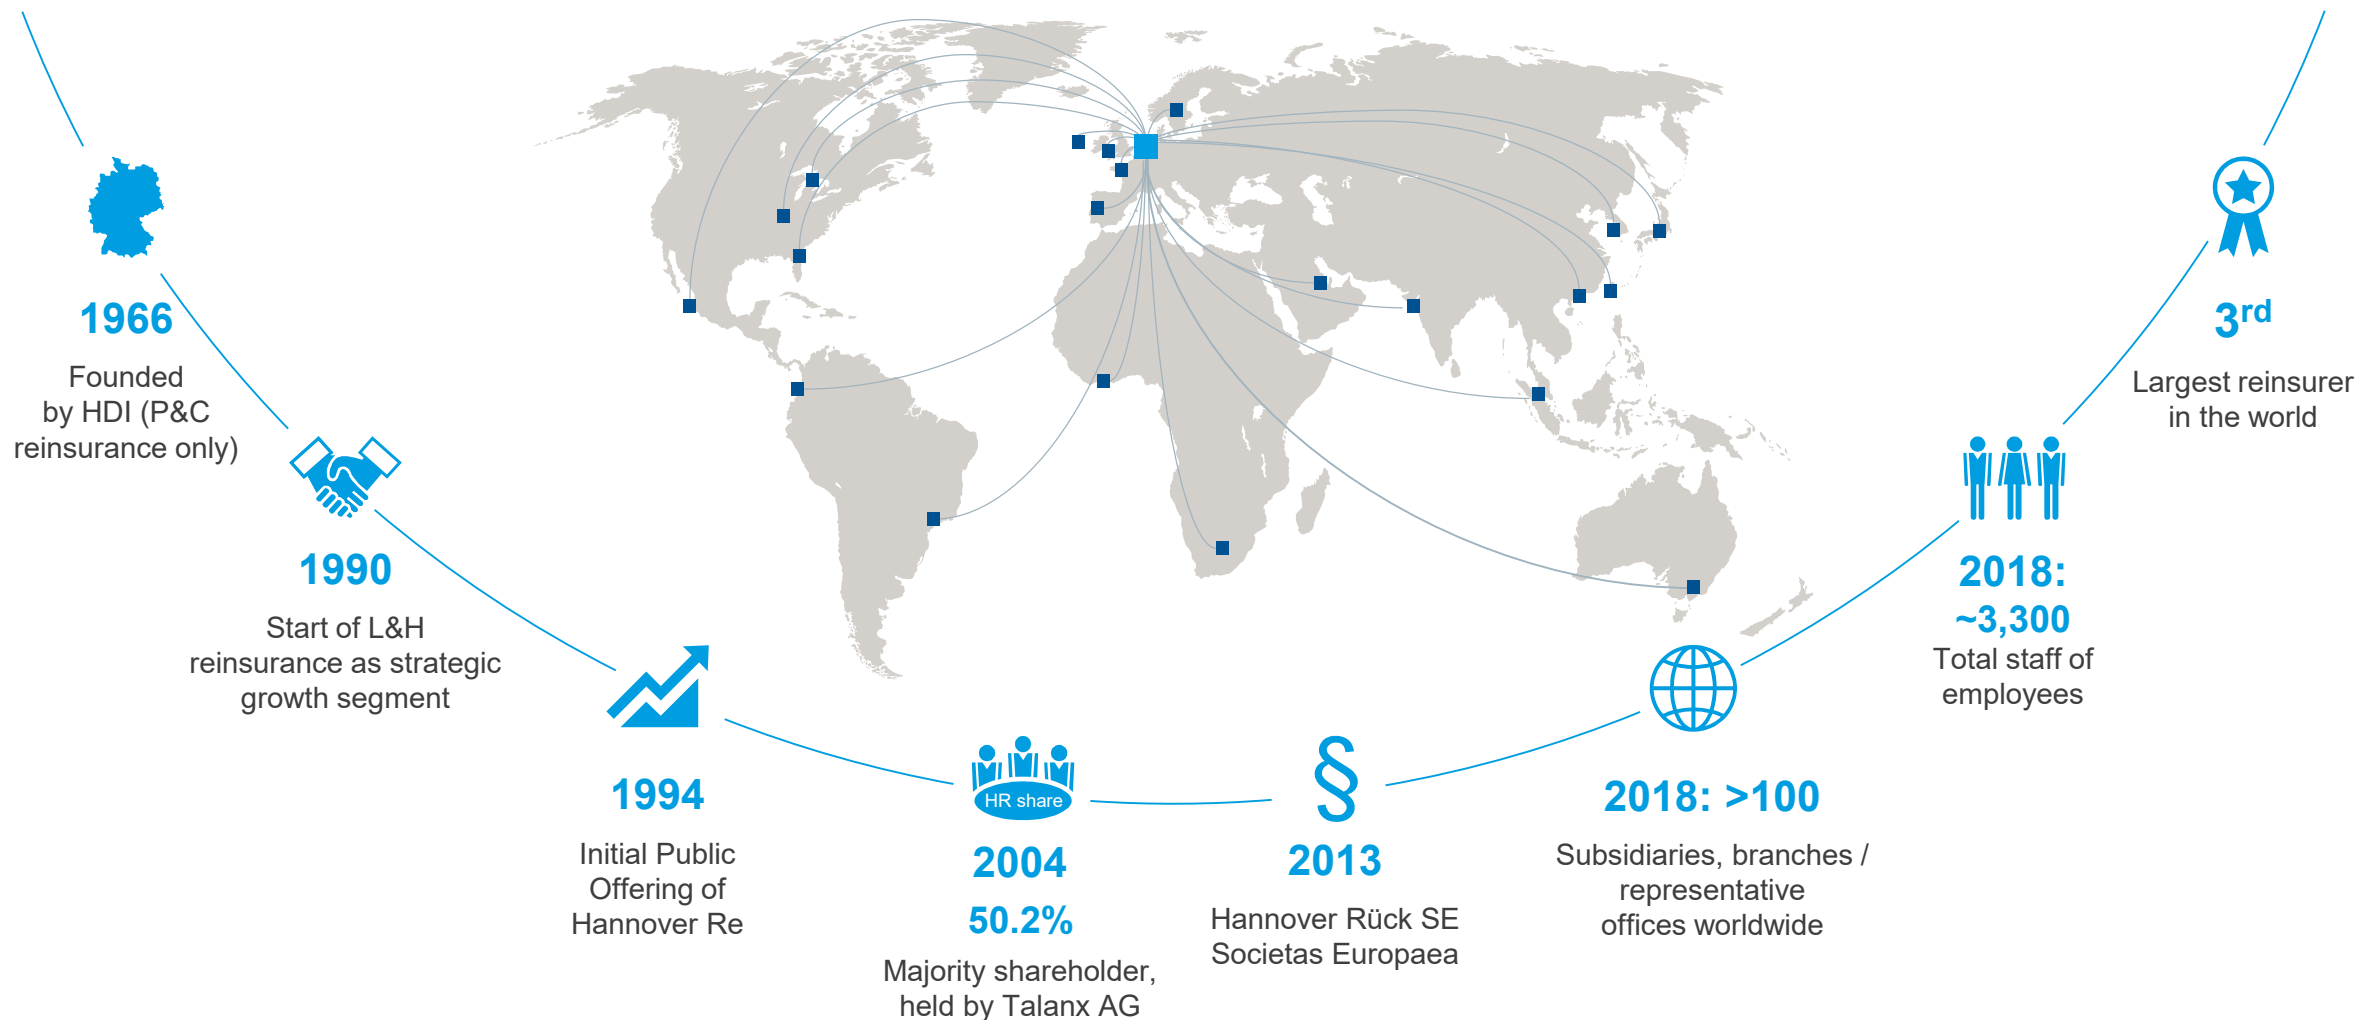 1966
Founded
by HDI (P&C
reinsurance only)
1990
Start of L&H
reinsurance as strategic
growth segment
1994
Initial Public
Offering of
Hannover Re
HR share
2004
50.2%
Majority shareholder,
held by Talanx AG
§
2013
Hannover Rück SE
Societas Europaea
2018: >100
Subsidiaries, branches /
representative
offices worldwide
2018:
~3,300
Total staff of
employees
3rd
Largest reinsurer
in the world